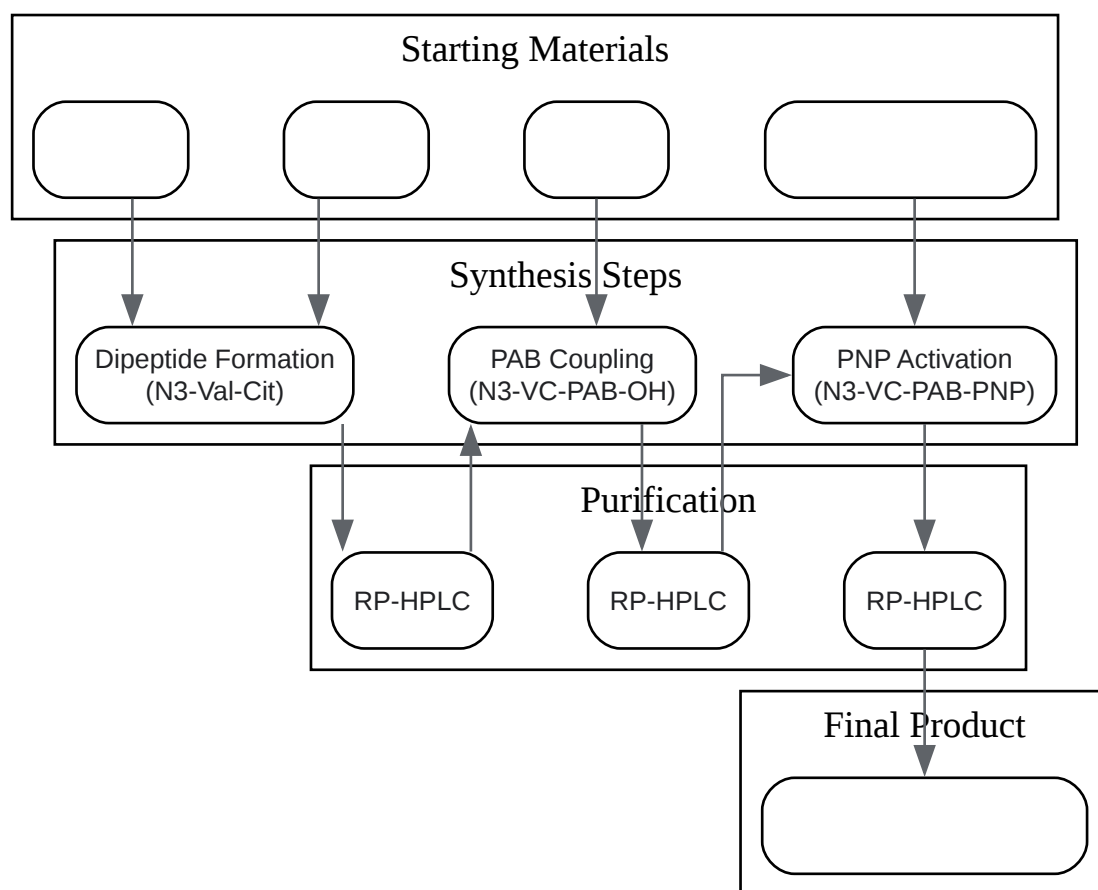 Starting Materials
Synthesis Steps
Dipeptide Formation
(N3-Val-Cit)
PAB Coupling
(N3-VC-PAB-OH)
PNP Activation
(N3-VC-PAB-PNP)
Purification
RP-HPLC
RP-HPLC
RP-HPLC
Final Product